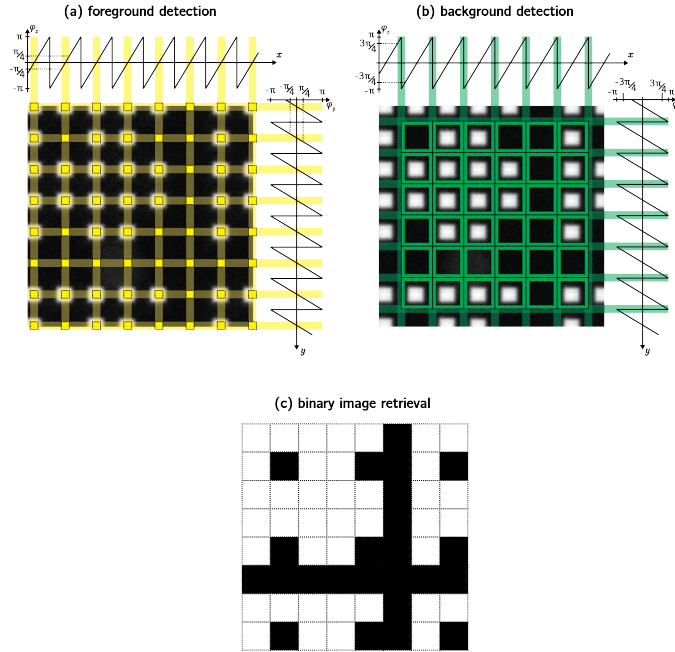 (a) foreground detection
φx
π
π/4
-π/4
-π
x
-π -π/4 π/4 π
φy
y
(b) background detection
φx
π
3π/4
-3π/4
-π
x
-π -3π/4 3π/4 π
y
(c) binary image retrieval